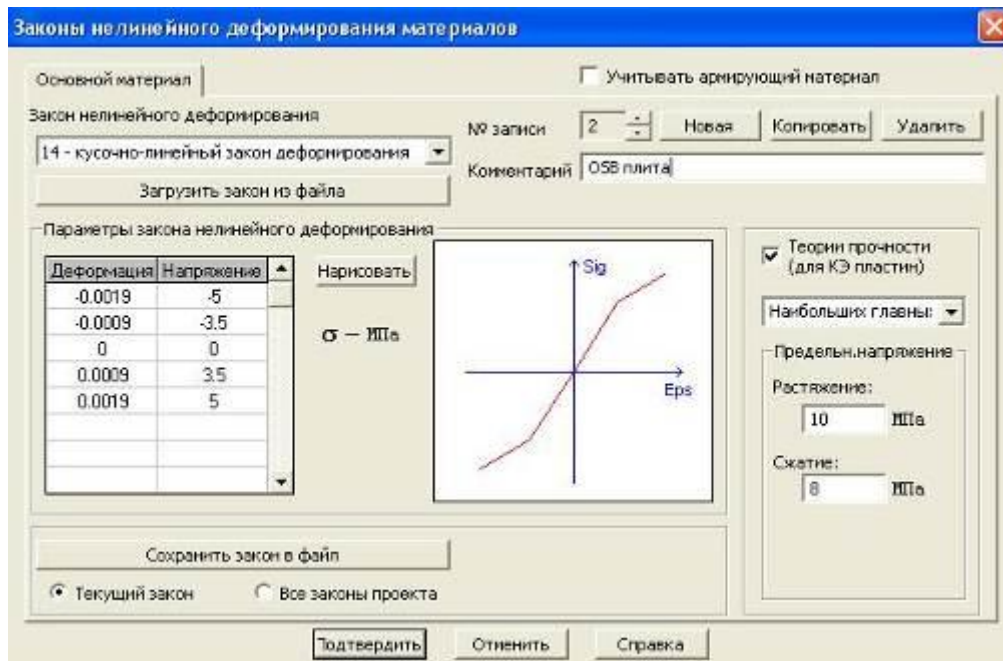 Законы нелинейного деформирования материалов
Основной материал
Учитывать армирующий материал
Закон нелинейного деформирования
14 - кусочно-линейный закон деформирования
Загрузить закон из файла
№ записи 2 Новая Копировать Удалить
Комментарий OSB плита
Параметры закона нелинейного деформирования
Деформация Напряжение
-0.0019 -5
-0.0009 -3.5
0 0
0.0009 3.5
0.0019 5
Нарисовать
σ - МПа
Sig
Eps
Теории прочности
(для КЭ пластин)
Наибольших главны:
Предельн.напряжение
Растяжение:
10 МПа
Сжатие:
8 МПа
Сохранить закон в файл
Текущий закон Все законы проекта
Подтвердить Отменить Справка